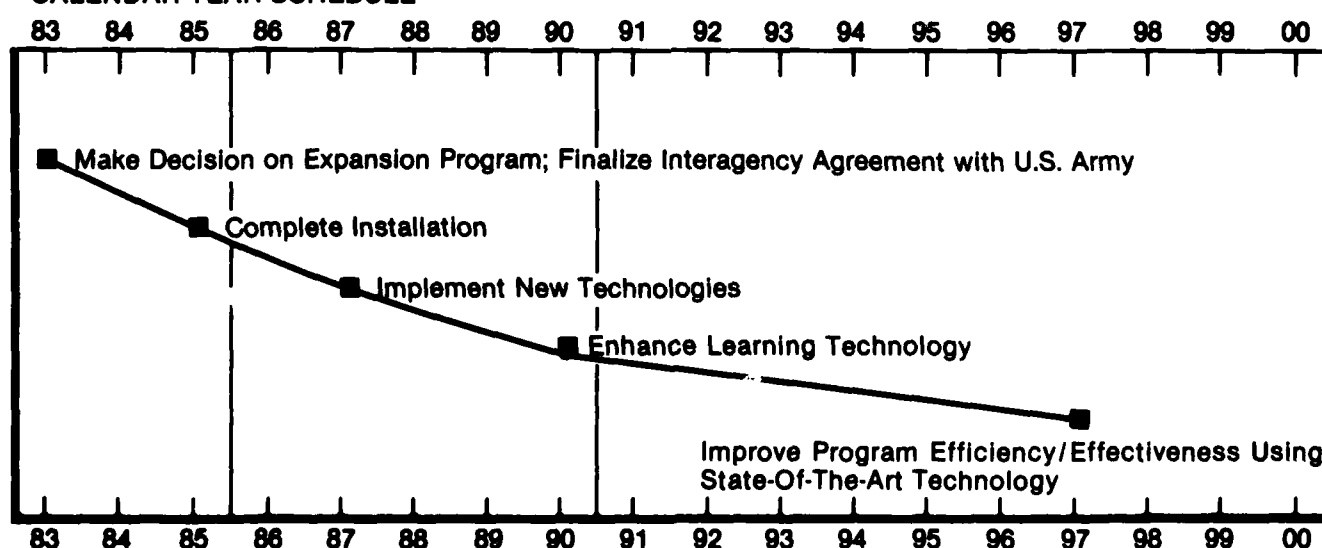 CALENDAR YEAR SCHEDULE
83 84 85 86 87 88 89 90 91 92 93 94 95 96 97 98 99 00
Make Decision on Expansion Program; Finalize Interagency Agreement with U.S. Army
Complete Installation
Implement New Technologies
Enhance Learning Technology
Improve Program Efficiency/Effectiveness Using
State-Of-The-Art Technology
83 84 85 86 87 88 89 90 91 92 93 94 95 96 97 98 99 00